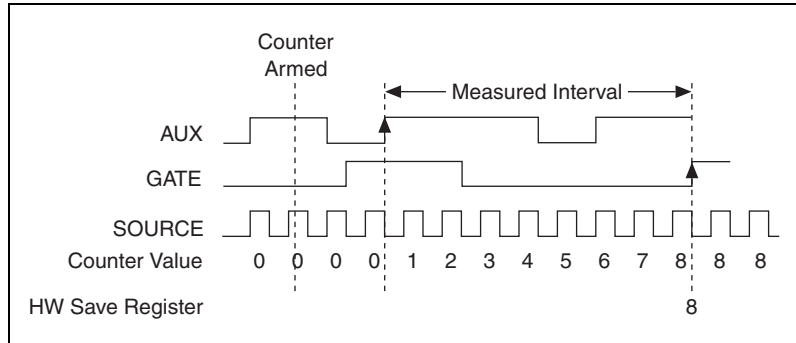 Counter
Armed
Measured Interval
AUX
GATE
SOURCE
Counter Value 0 0 0 0 1 2 3 4 5 6 7 8 8 8
HW Save Register 8